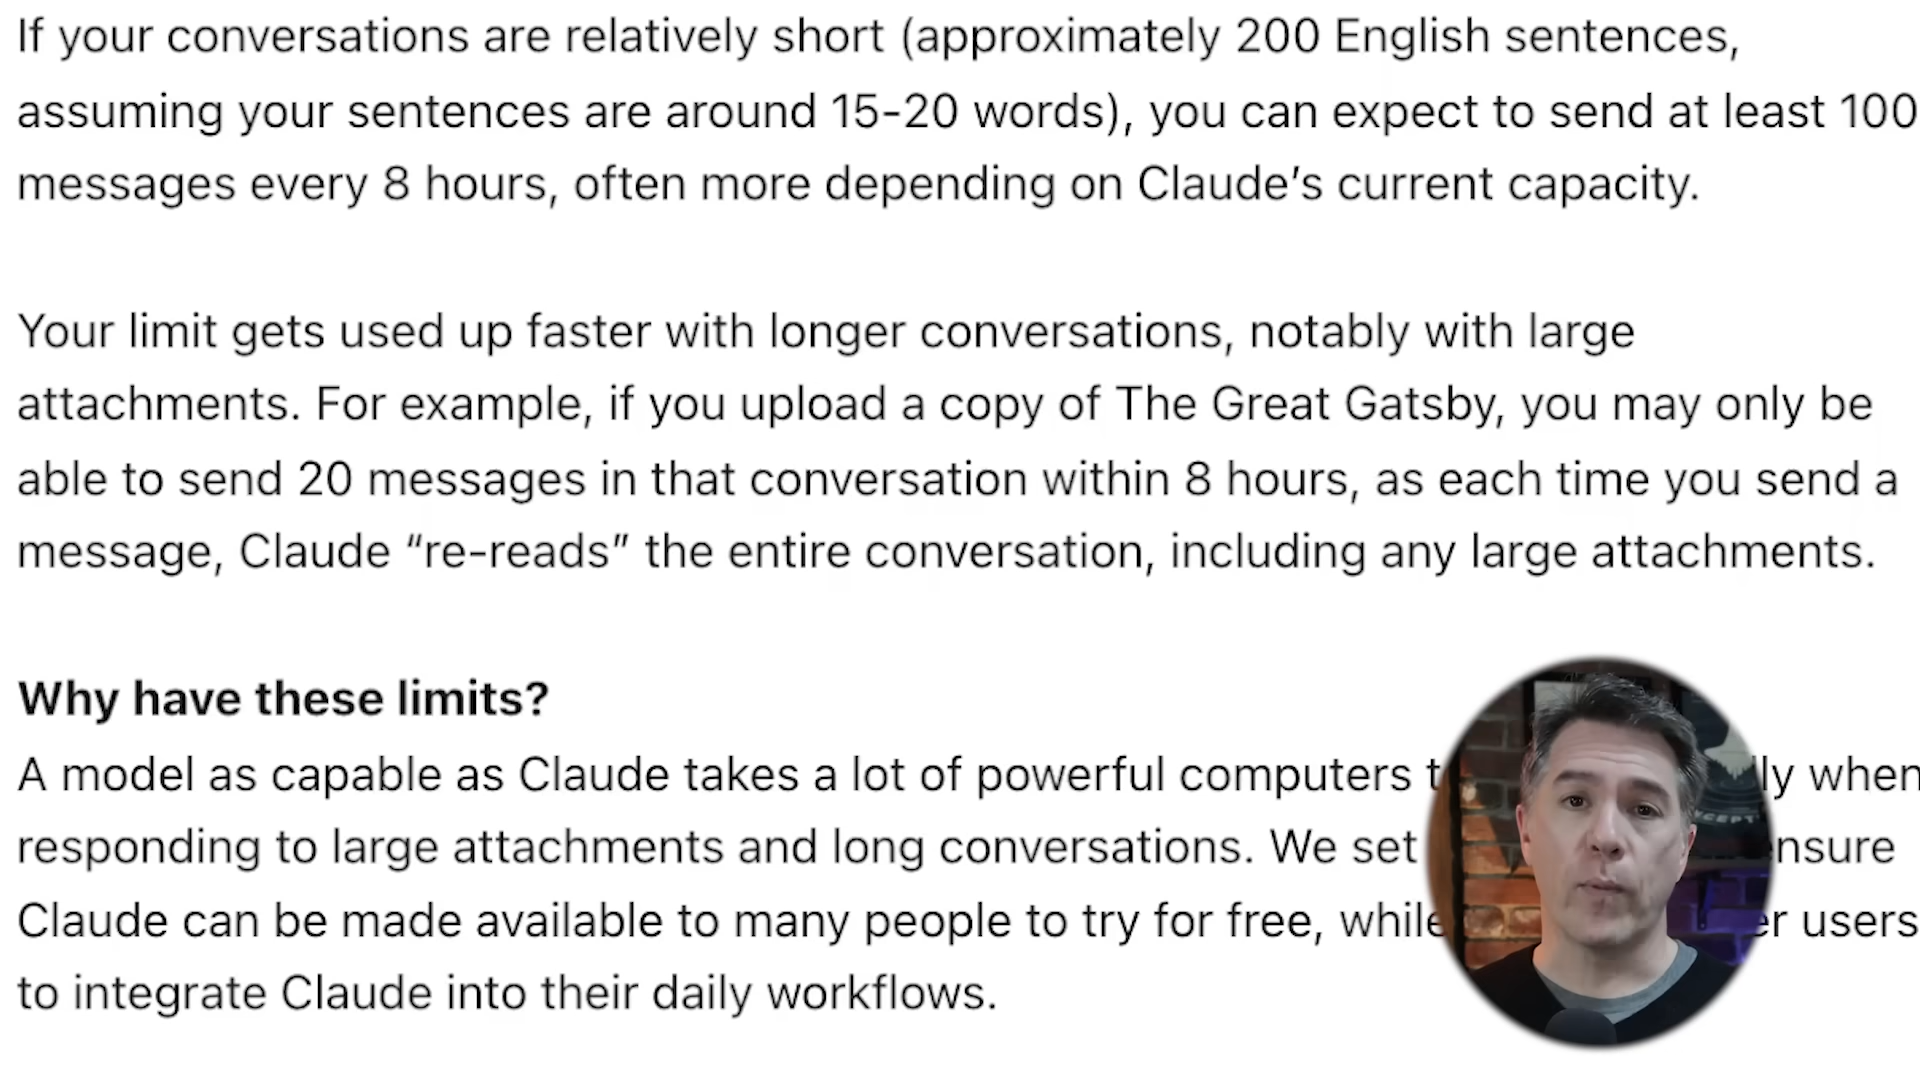 If your conversations are relatively short (approximately 200 English sentences,
assuming your sentences are around 15-20 words), you can expect to send at least 100
messages every 8 hours, often more depending on Claude’s current capacity.
Your limit gets used up faster with longer conversations, notably with large
attachments. For example, if you upload a copy of The Great Gatsby, you may only be
able to send 20 messages in that conversation within 8 hours, as each time you send a
message, Claude “re-reads” the entire conversation, including any large attachments.
Why have these limits?
A model as capable as Claude takes a lot of powerful computers when
responding to large attachments and long conversations. We set
Claude can be made available to many people to try for free, while users
to integrate Claude into their daily workflows.